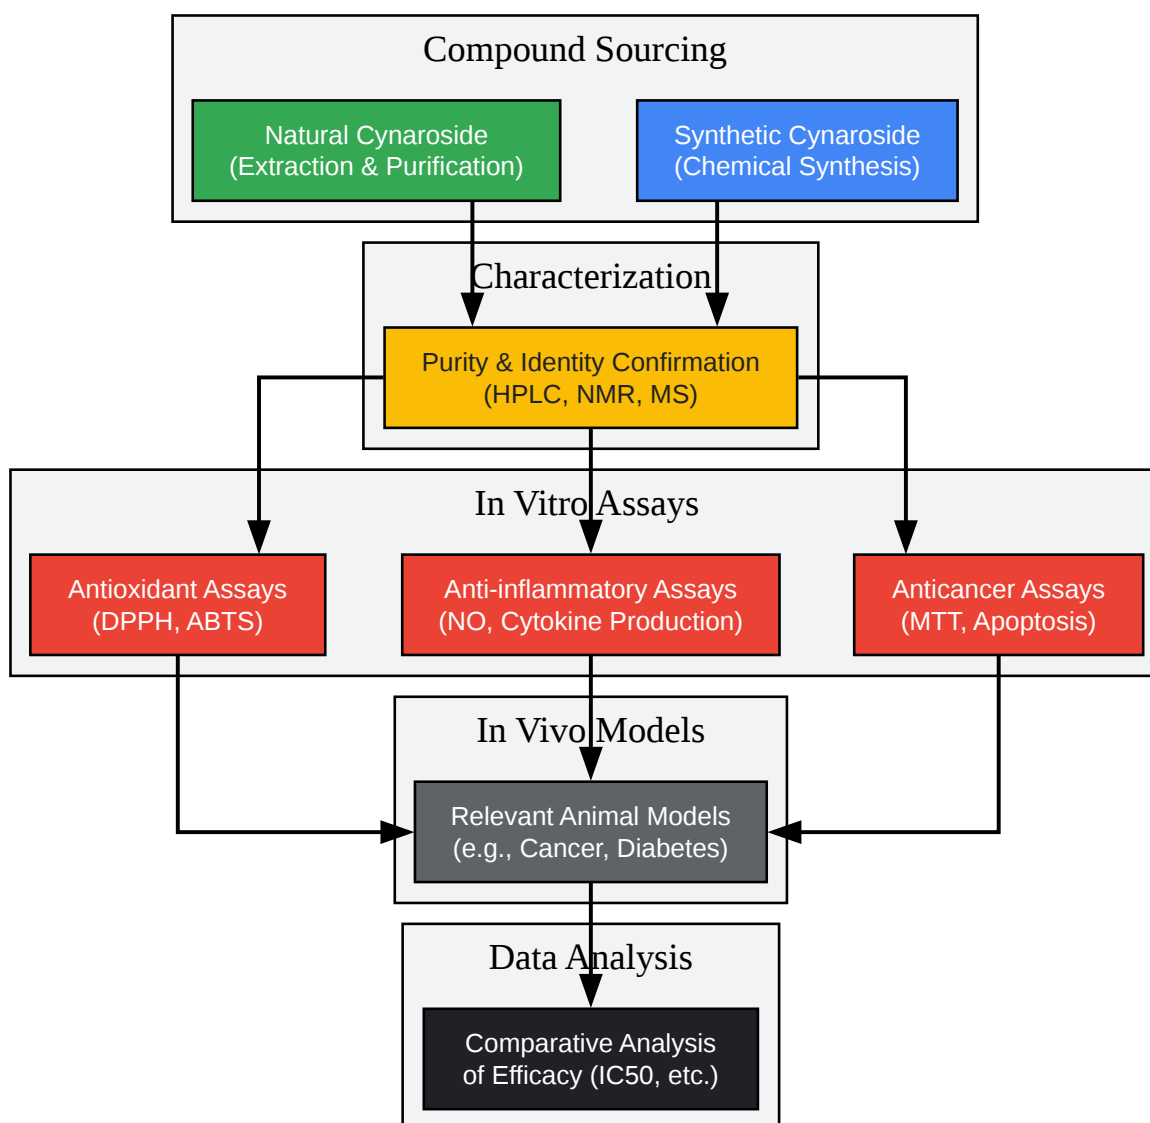 Compound Sourcing
Natural Cynaroside
(Extraction & Purification)
Synthetic Cynaroside
(Chemical Synthesis)
Characterization
Purity & Identity Confirmation
(HPLC, NMR, MS)
In Vitro Assays
Antioxidant Assays
(DPPH, ABTS)
Anti-inflammatory Assays
(NO, Cytokine Production)
Anticancer Assays
(MTT, Apoptosis)
In Vivo Models
Relevant Animal Models
(e.g., Cancer, Diabetes)
Data Analysis
Comparative Analysis
of Efficacy (IC50, etc.)